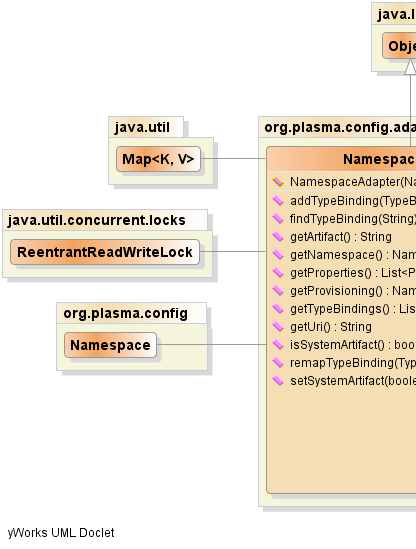 java.l
Obje
java.util
Map<K, V>
org.plasma.config.ada
Namespac
NamespaceAdapter(Na
addTypeBinding(TypeB
findTypeBinding(String)
getArtifact() : String
getNamespace() : Nam
getProperties() : List<P
getProvisioning() : Nam
getTypeBindings() : Lis
getUri() : String
isSystemArtifact() : boo
remapTypeBinding(Typ
setSystemArtifact(boole
java.util.concurrent.locks
ReentrantReadWriteLock
org.plasma.config
Namespace
yWorks UML Doclet